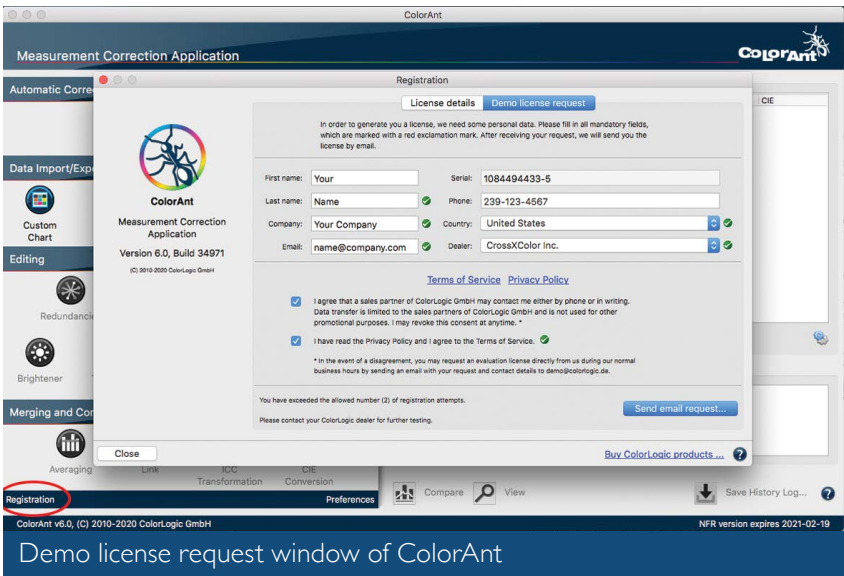 ColorAnt
Measurement Correction Application
ColorAnt
Automatic Corre
CIE
Data Import/Exp
Custom
Chart
Editing
Redundanci
Brightener
Merging and Cor
Averaging
Link
ICC
Transformation
CIE
Conversion
Registration
License details
Demo license request
In order to generate you a license, we need some personal data. Please fill in all mandatory fields,
which are marked with a red exclamation mark. After receiving your request, we will send you the
license by email.
ColorAnt
Measurement Correction
Application
Version 6.0, Build 34971
(C) 2010-2020 ColorLogic GmbH
First name: Your
Serial: 1084494433-5
Last name: Name
Phone: 239-123-4567
Company: Your Company
Country: United States
Email: name@company.com
Dealer: CrossXColor Inc.
Terms of Service Privacy Policy
I agree that a sales partner of ColorLogic GmbH may contact me either by phone or in writing.
Data transfer is limited to the sales partners of ColorLogic GmbH and is not used for other
promotional purposes. I may revoke this consent at anytime. *
I have read the Privacy Policy and I agree to the Terms of Service.
* In the event of a disagreement, you may request an evaluation license directly from us during our normal
business hours by sending an email with your request and contact details to demo@colorlogic.de.
You have exceeded the allowed number (2) of registration attempts.
Please contact your ColorLogic dealer for further testing.
Send email request...
Close
Buy ColorLogic products ...
?
Registration
Preferences
Compare
View
Save History Log...
?
ColorAnt v6.0, (C) 2010-2020 ColorLogic GmbH
NFR version expires 2021-02-19
Demo license request window of ColorAnt